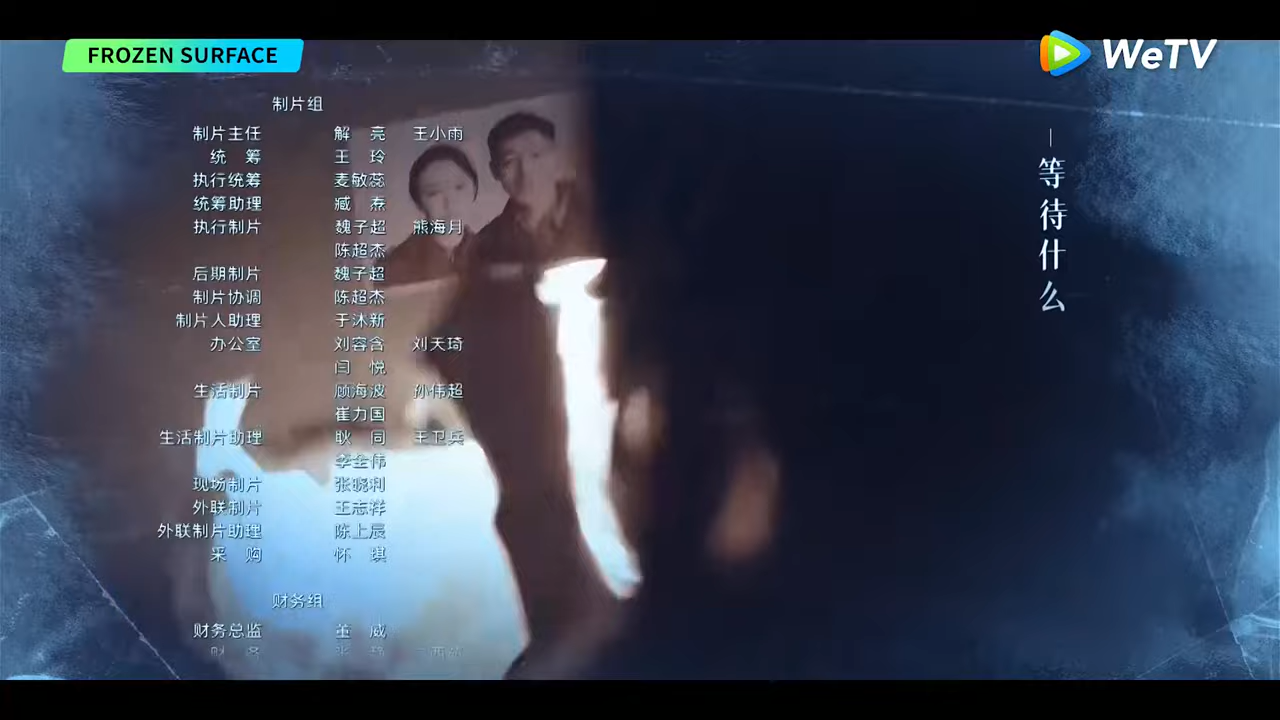 FROZEN SURFACE
WeTV
制片组
制片主任 解 亮 王小雨
统 筹 王 玲
执行统筹 麦敏蕊
统筹助理 臧 焘
执行制片 魏子超 熊海月
陈超杰
后期制片 魏子超
制片协调 陈超杰
制片人助理 于沐新
办公室 刘容含 刘天琦
闫 悦
生活制片 顾海波 孙伟超
崔力国
生活制片助理 耿 同 王卫兵
李全伟
现场制片 张晓利
外联制片 王志祥
外联制片助理 陈上辰
采 购 怀 琪
财务组
财务总监 董 威
财 务 张 静
等待什么